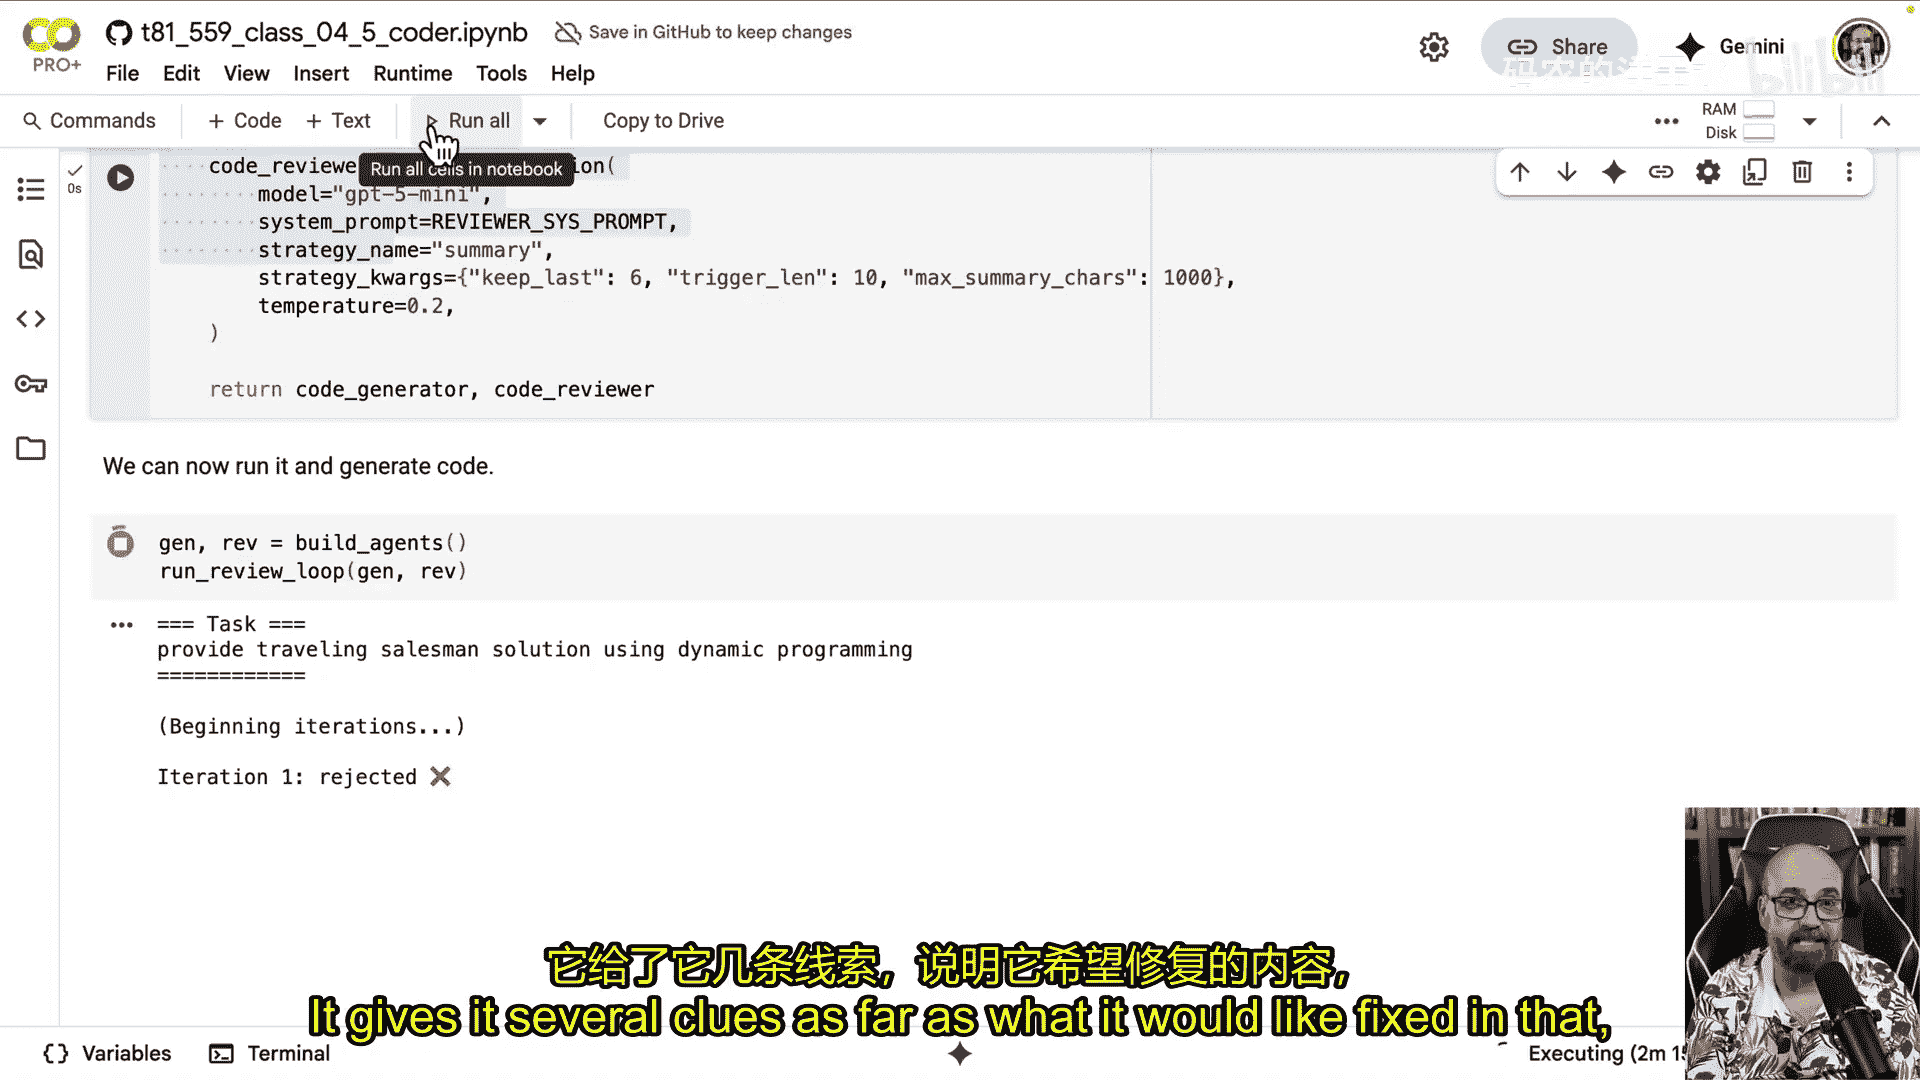 t81_559_class_04_5_coder.ipynb
Save in GitHub to keep changes
PRO+
File Edit View Insert Runtime Tools Help
Share
Gemini
bilibili
Commands
+ Code + Text
Run all
Copy to Drive
RAM
Disk
0s
Run all cells in notebook
code_reviewe ion(
model="gpt-5-mini",
system_prompt=REVIEWER_SYS_PROMPT,
strategy_name="summary",
strategy_kwargs={"keep_last": 6, "trigger_len": 10, "max_summary_chars": 1000},
temperature=0.2,
)
return code_generator, code_reviewer
We can now run it and generate code.
gen, rev = build_agents()
run_review_loop(gen, rev)
=== Task ===
provide traveling salesman solution using dynamic programming
============
(Beginning iterations...)
Iteration 1: rejected ❌
它给了它几条线索，说明它希望修复的内容，
It gives it several clues as far as what it would like fixed in that,
Variables
Terminal
Executing (2m 15